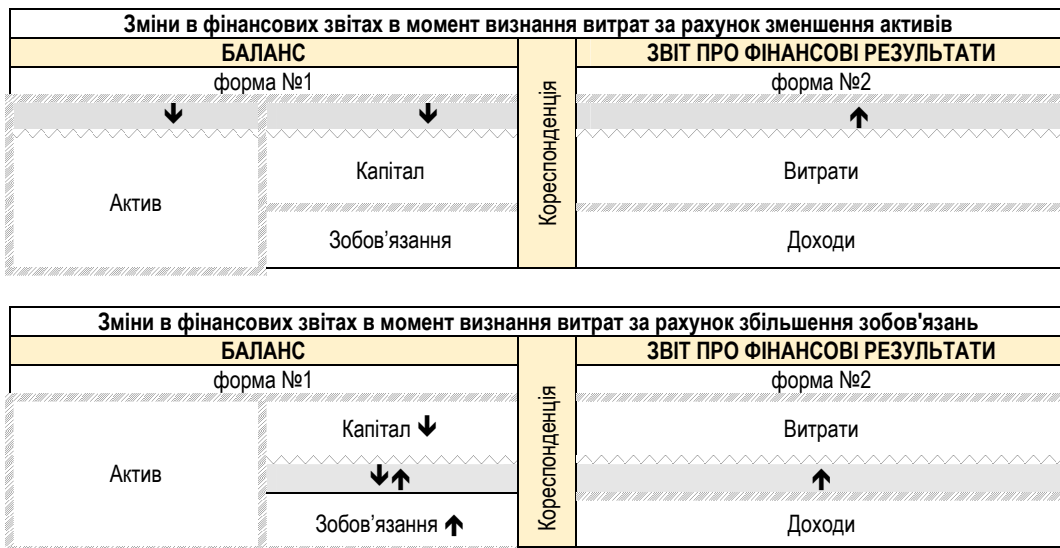 Зміни в фінансових звітах в момент визнання витрат за рахунок зменшення активів
БАЛАНС
ЗВІТ ПРО ФІНАНСОВІ РЕЗУЛЬТАТИ
форма №1
форма №2
Кореспонденція
Актив
Капітал
Витрати
Зобов’язання
Доходи
Зміни в фінансових звітах в момент визнання витрат за рахунок збільшення зобов'язань
БАЛАНС
ЗВІТ ПРО ФІНАНСОВІ РЕЗУЛЬТАТИ
форма №1
форма №2
Кореспонденція
Актив
Капітал
Витрати
Зобов’язання
Доходи